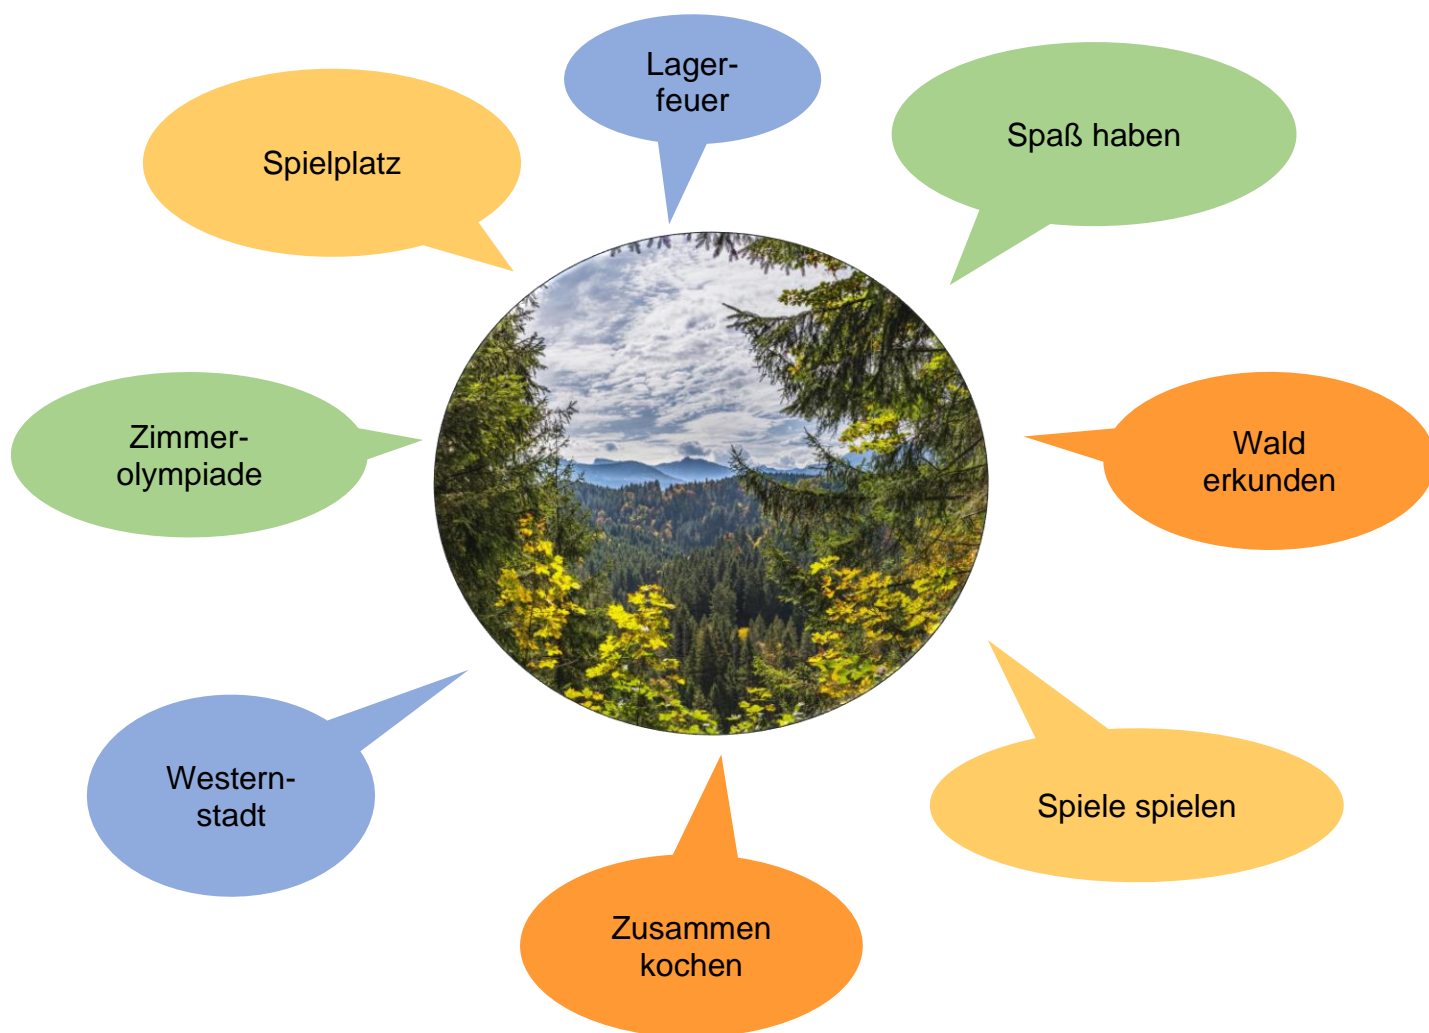 Lager-
feuer
Spaß haben
Spielplatz
Zimmer-
olympiade
Wald
erkunden
Western-
stadt
Spiele spielen
Zusammen
kochen